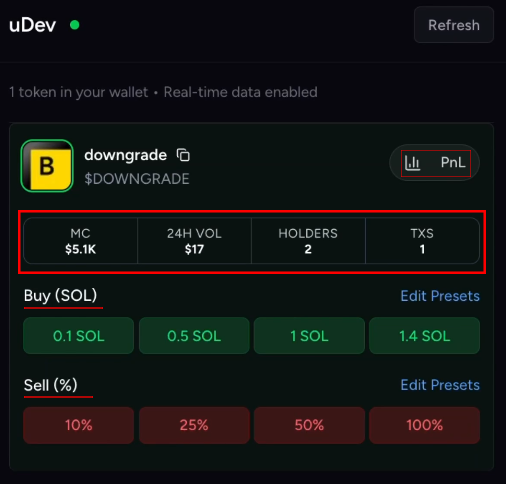 uDev
Refresh
1 token in your wallet • Real-time data enabled
B
downgrade
$DOWNGRADE
PnL
MC
$5.1K
24H VOL
$17
HOLDERS
2
TXS
1
Buy (SOL)
Edit Presets
0.1 SOL
0.5 SOL
1 SOL
1.4 SOL
Sell (%)
Edit Presets
10%
25%
50%
100%